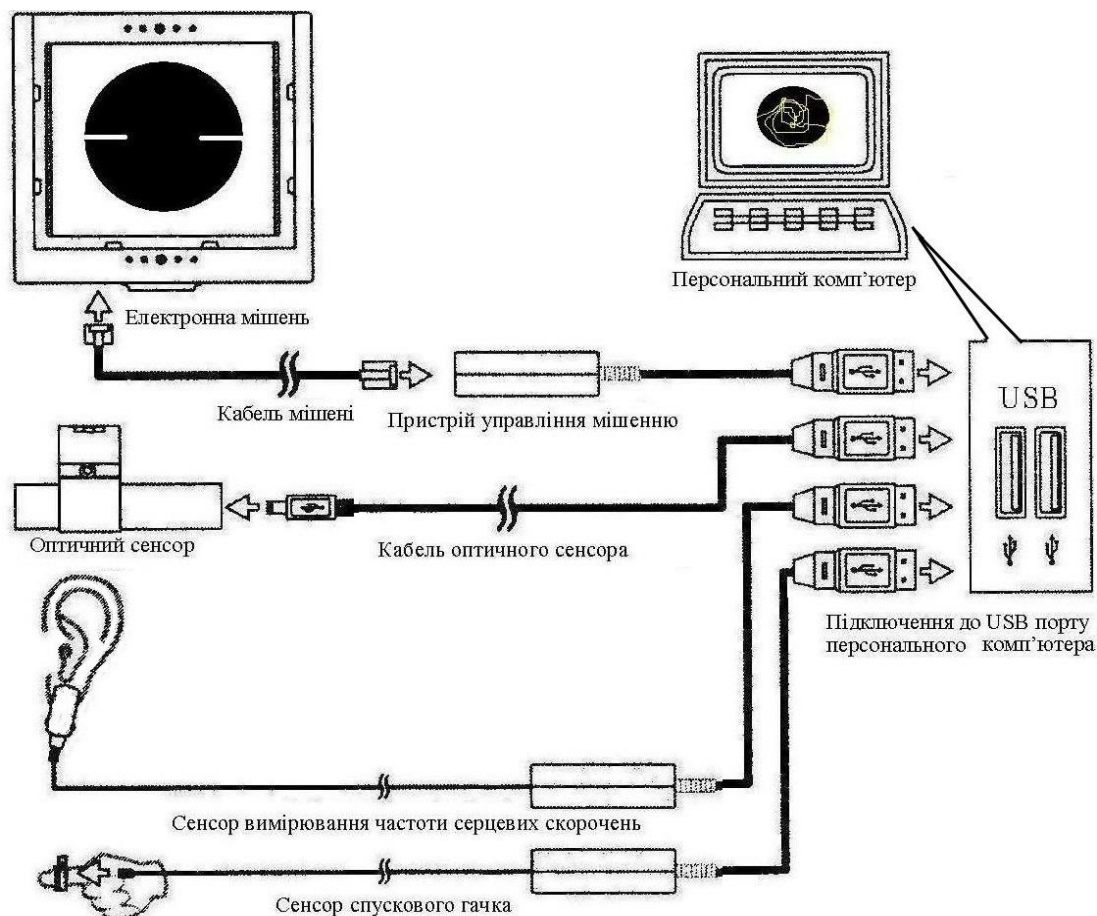 Персональний комп’ютер
Електронна мішень
USB
Кабель мішені
Пристрій управління мішенню
Оптичний сенсор
Кабель оптичного сенсора
Підключення до USB порту
персонального комп’ютера
Сенсор вимірювання частоти серцевих скорочень
Сенсор спускового гачка